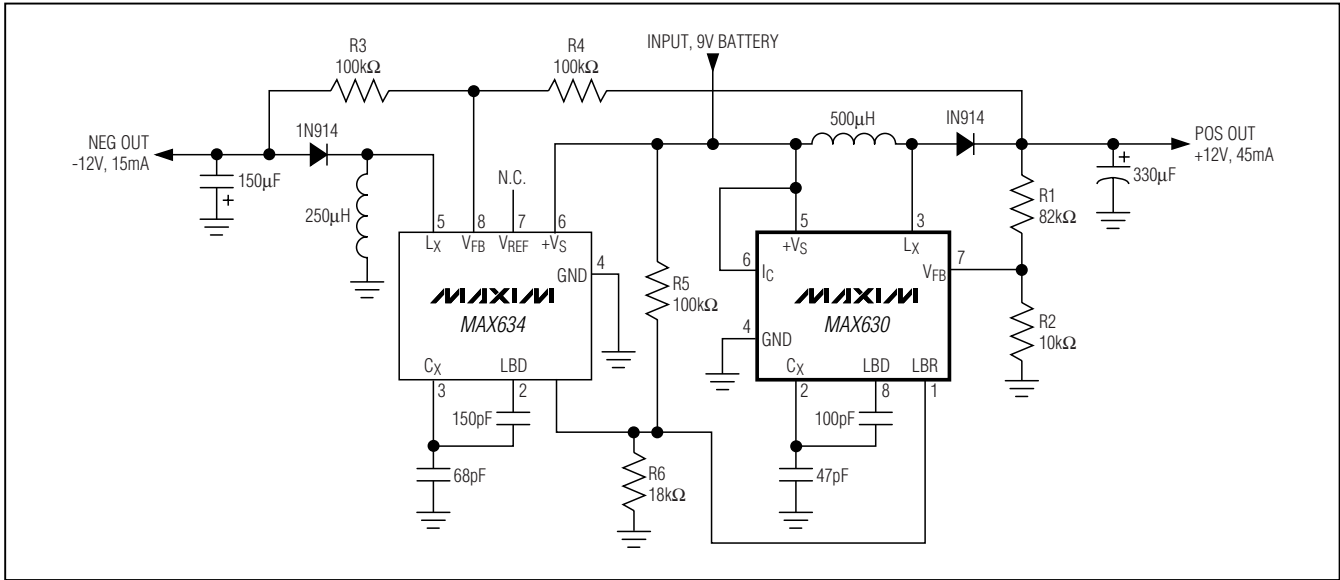 R3
100kΩ
R4
100kΩ
INPUT, 9V BATTERY
NEG OUT
-12V, 15mA
1N914
150µF
+
250µH
N.C.
500µH
IN914
POS OUT
+12V, 45mA
+
330µF
R1
82kΩ
R2
10kΩ
R5
100kΩ
R6
18kΩ
5 8 7 6
LX VFB VREF +VS
GND 4
MAXIM
MAX634
CX LBD
3 2
150pF
68pF
5 3
+VS LX
6 IC
VFB 7
MAXIM
MAX630
4 GND
CX LBD LBR
2 8 1
100pF
47pF